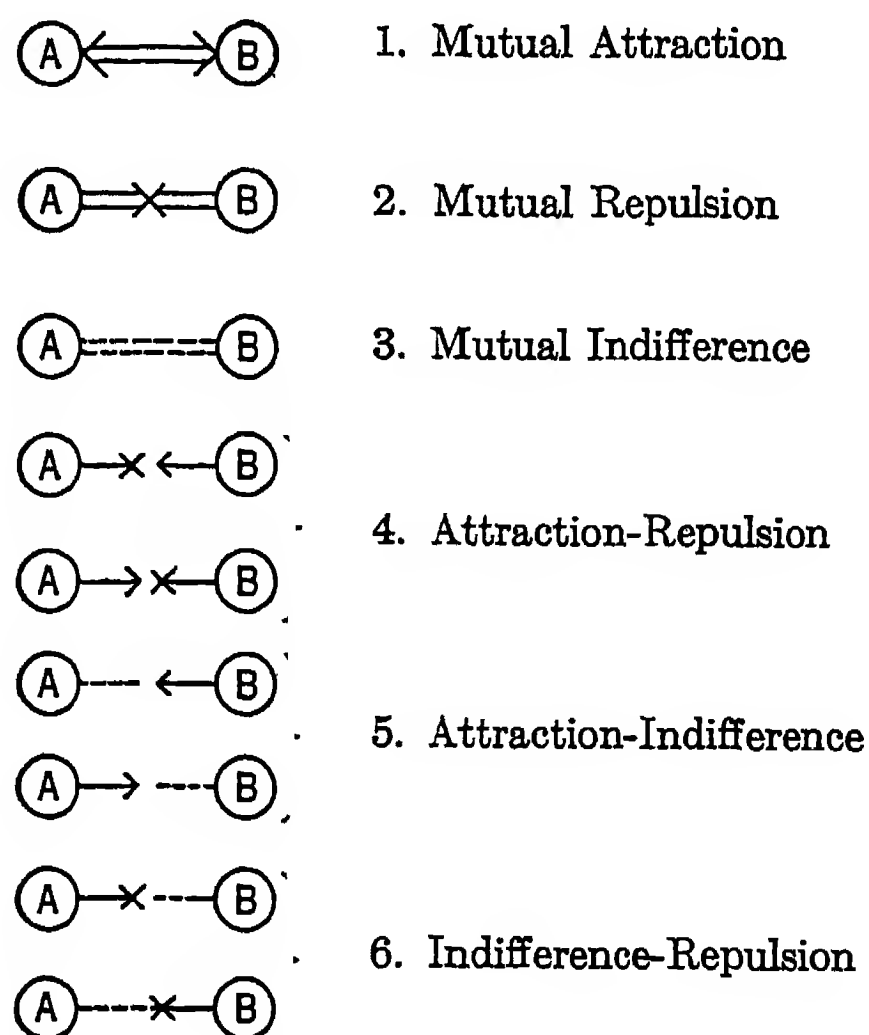 A B 1. Mutual Attraction
A B 2. Mutual Repulsion
A B 3. Mutual Indifference
A B
4. Attraction-Repulsion
A B
A B
5. Attraction-Indifference
A B
A B
6. Indifference-Repulsion
A B